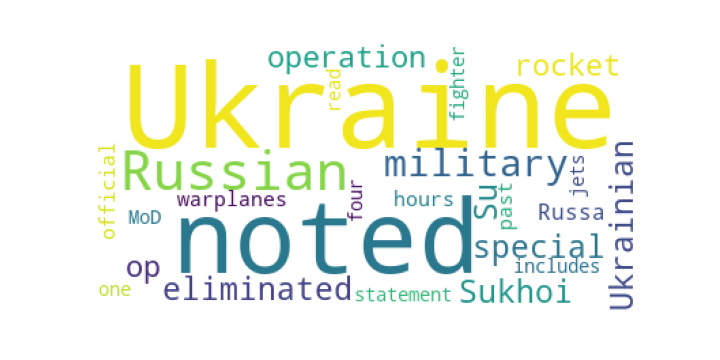 operation
read
fighter
rocket
Ukraine
official
Russian
military
jets
Ukrainian
warplanes
four
hours
Su
past
Russa
MoD
noted
special
op
includes
one
eliminated
statement
Sukhoi